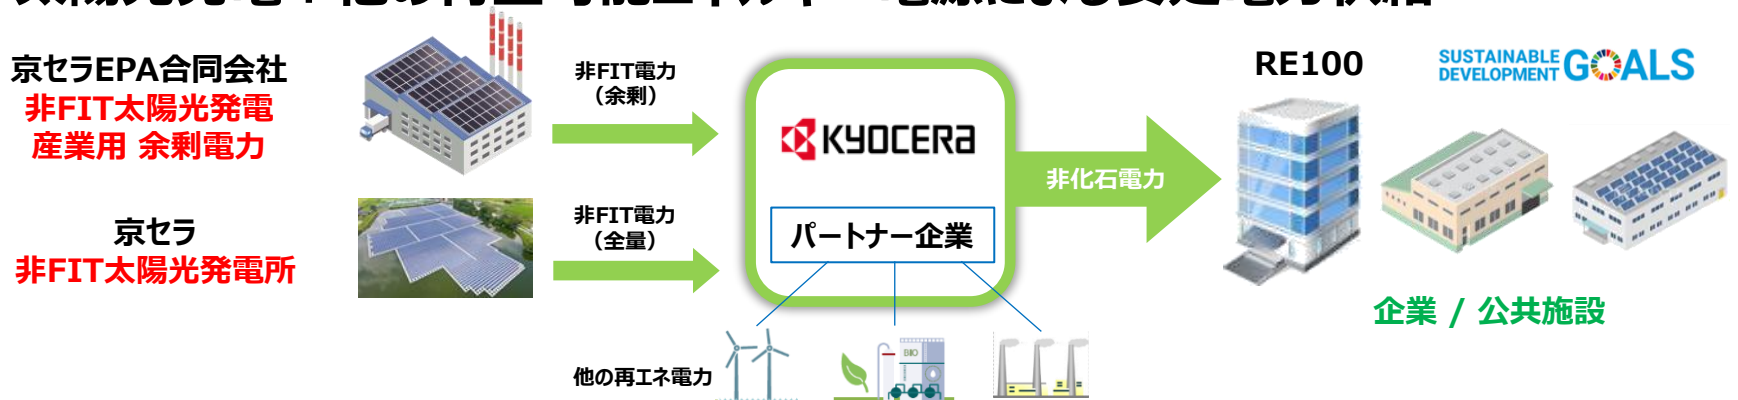 京セラEPA合同会社
非FIT太陽光発電
産業用 余剰電力
京セラ
非FIT太陽光発電所
非FIT電力
（余剰）
非FIT電力
（全量）
KYOCERA
パートナー企業
他の再エネ電力
BIO
非化石電力
RE100
SUSTAINABLE
DEVELOPMENT GOALS
企業 / 公共施設